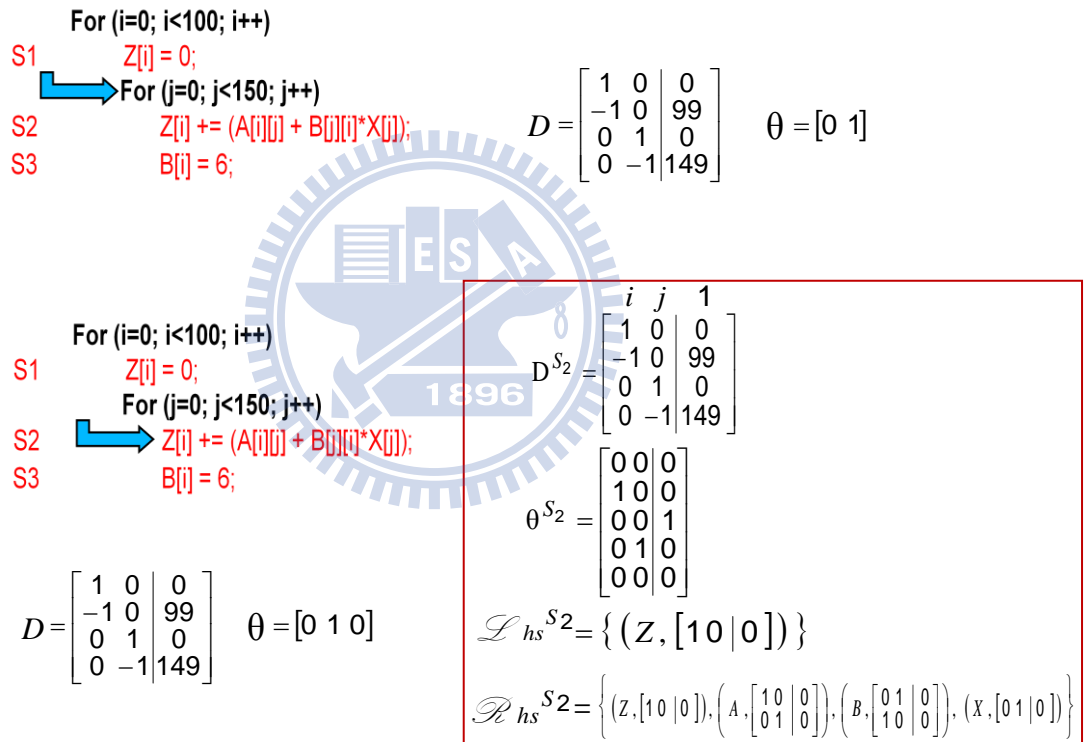 For (i=0; i<100; i++)
S1 Z[i] = 0;
For (j=0; j<150; j++)
S2 Z[i] += (A[i][j] + B[j][i]*X[j]);
S3 B[i] = 6;
D = [ 1 0 | 0
-1 0 | 99
0 1 | 0
0 -1 | 149 ]
θ = [0 1]
ESA
1896
For (i=0; i<100; i++)
S1 Z[i] = 0;
For (j=0; j<150; j++)
S2 Z[i] += (A[i][j] + B[j][i]*X[j]);
S3 B[i] = 6;
D = [ 1 0 | 0
-1 0 | 99
0 1 | 0
0 -1 | 149 ]
θ = [0 1 0]
i j 1
D^S2 = [ 1 0 | 0
-1 0 | 99
0 1 | 0
0 -1 | 149 ]
θ^S2 = [ 0 0 | 0
1 0 | 0
0 0 | 1
0 1 | 0
0 0 | 0 ]
ℒhs^S2 = { ( Z, [1 0 | 0] ) }
ℛhs^S2 = { (Z, [1 0 | 0]), (A, [1 0 | 0 0 1 | 0]), (B, [0 1 | 0 1 0 | 0]), (X, [0 1 | 0]) }